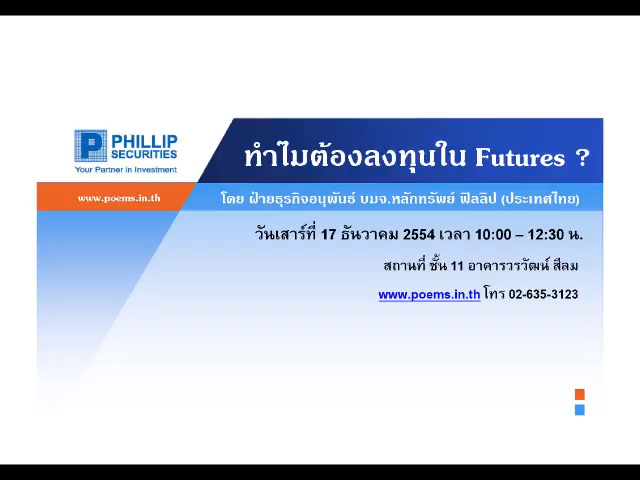 PHILLIP
SECURITIES
Your Partner in Investment
ทำไมต้องลงทุนใน Futures ?
www.poems.in.th
โดย ฝ่ายธุรกิจอนุพันธ์ บมจ.หลักทรัพย์ ฟิลลิป (ประเทศไทย)
วันเสาร์ที่ 17 ธันวาคม 2554 เวลา 10:00 – 12:30 น.
สถานที่ ชั้น 11 อาคารวรวัฒน์ สีลม
www.poems.in.th โทร 02-635-3123